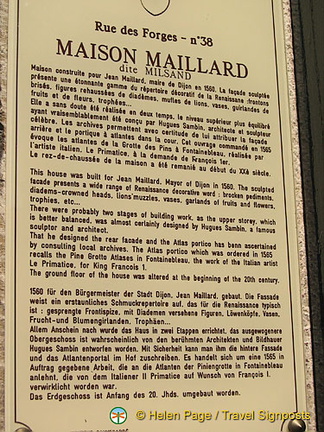 Rue des Forges - n°38
MAISON MAILLARD
dite MILSAND
Maison construite pour Jean Maillard, maire de Dijon en 1560. La façade sculptée
présente une étonnante gamme du répertoire décoratif de la Renaissance :frontons
brisés, figures rehaussées de diadèmes, mufles de lions, vases, guirlandes de
fruits et de fleurs, trophées...
Elle a sans doute été réalisée en deux temps, le niveau supérieur plus équilibré
ayant vraisemblablement été conçu par Hugues Sambin, architecte et sculpteur
célèbre. Les archives permettent avec certitude de lui attribuer la façade
arrière et le portique à atlantes dans la cour. Cet ouvrage commandé en 1565
évoque les atlantes de la Grotte des Pins à Fontainebleau, réalisée par
l'artiste italien, Le Primatice, à la demande de François 1er.
Le rez-de-chaussée de la maison a été remanié au début du XXè siècle.
This house was built for Jean Maillard, Mayor of Dijon in 1560. The sculpted
facade presents a wide range of Renaissance decorative word : brocken pediments,
diadems-crowned heads, lions'muzzles, vases, garlands of fruits and flowers,
trophies, etc...
There were probably two stages of building work, as the upper storey, which
is better balanced, was almost certainly designed by Hugues Sambin, a famous
sculptor and architect.
That he designed the rear facade and the Atlas portico has benn ascertained
by consulting local archives. The Atlas portico which was ordered in 1565
recalls the Pine Grotto Atlases in Fontainebleau, the work of the Italian artist
Le Primatice, for King Francois 1.
The ground floor of the house was altered at the beginning of the 20th century.
1560 für den Bürgermeister der Stadt Dijon, Jean Maillard, gebaut. Die Fassade
weist ein erstaunliches Schmuckrepertoire auf, das für die Renaissance typisch
ist : gesprengte Frontispize, mit Diademen versehene Figuren, Löwenköpfe, Vasen,
Frucht-und Blumengirlanden, Trophäen...
Allem Anschein nach wurde das Haus in zwei Etappen errichtet, das ausgewogenere
Obergeschoss ist wahrscheinlich von den berühmten Architeken und Bildhauer
Hugues Sambin entworfen worden. Mit Sicherheit kann man ihm die hintere Fassade
und das Atlantenportal im Hof zuschreiben. Es handelt sich um eine 1565 in
Auftrag gegebene Arbeit, die an die Atlanten der Piniengrotte in Fontainebleau
anlehnt, die von dem Italiener Il Primatice auf Wunsch von François I.
verwirklicht worden war.
Das Erdgeschoss ist Anfang des 20. Jhds. umgebaut worden.
© Helen Page / Travel Signposts